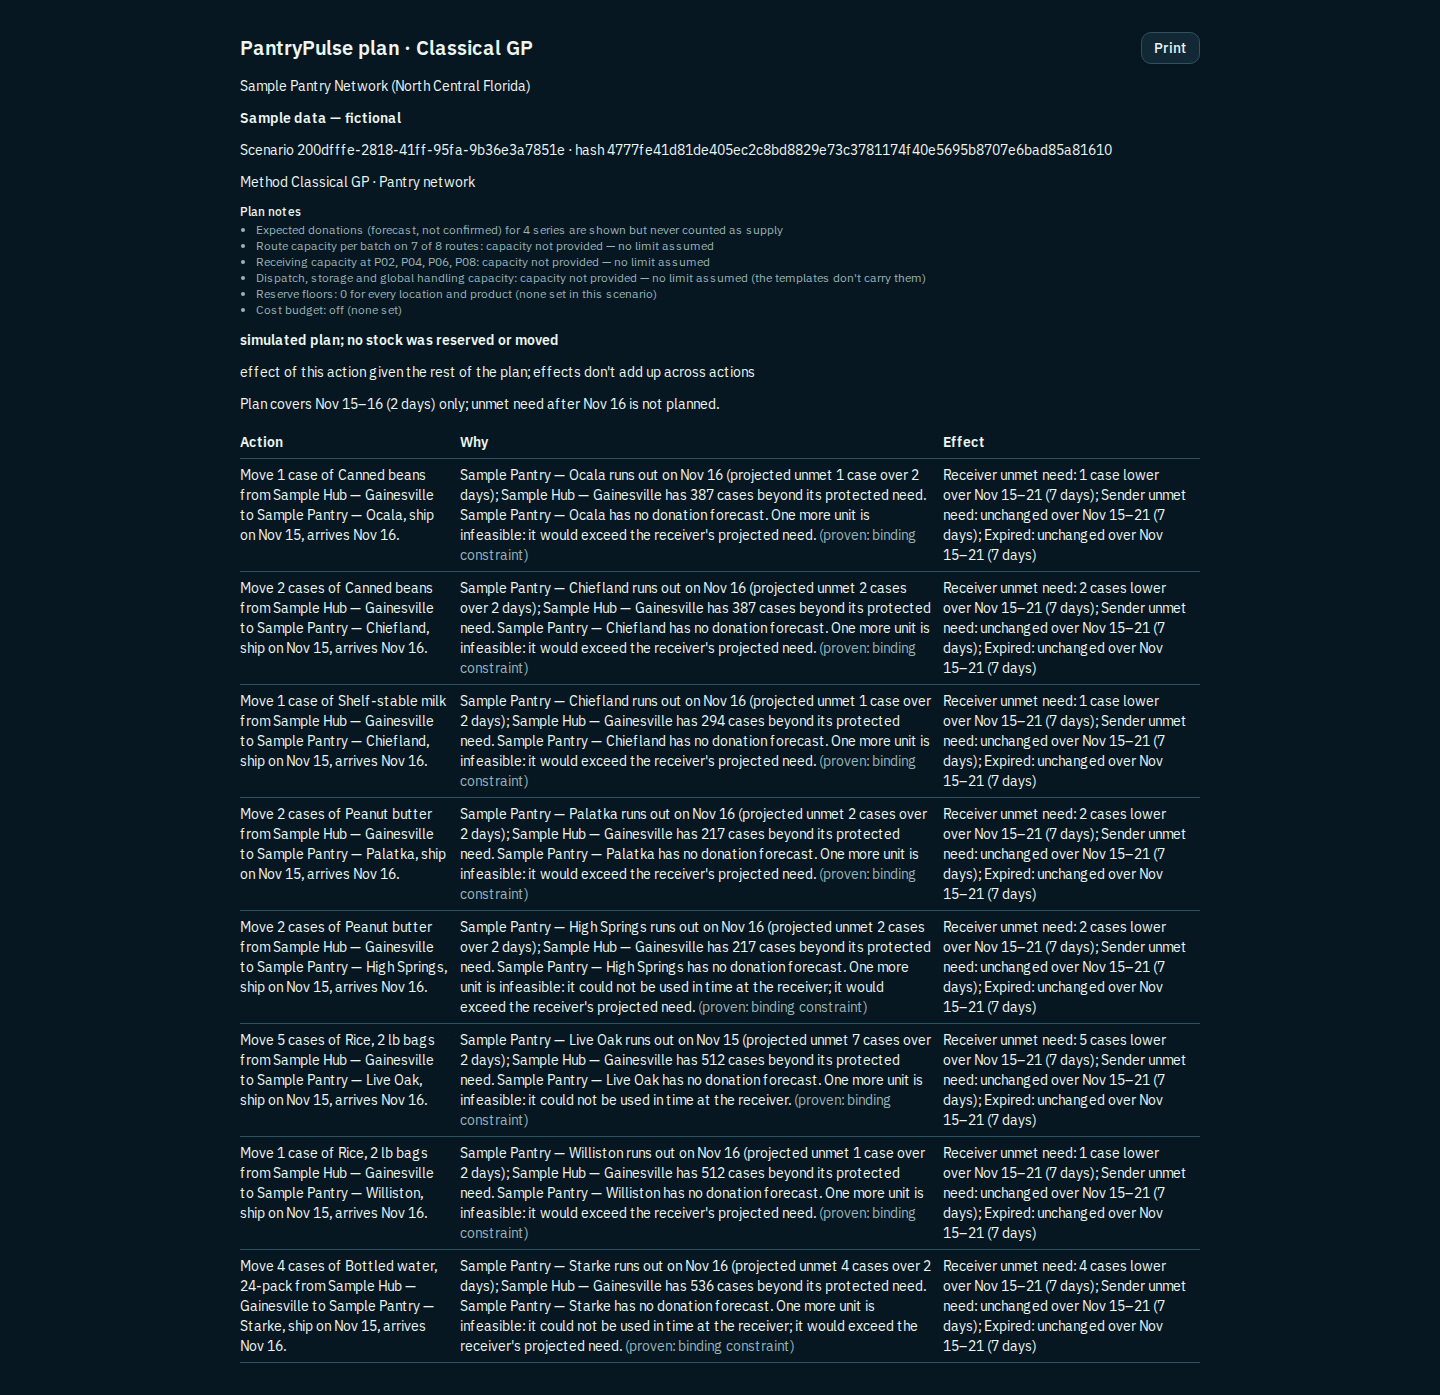 PantryPulse plan · Classical GP
Print
Sample Pantry Network (North Central Florida)
Sample data — fictional
Scenario 200dfffe-2818-41ff-95fa-9b36e3a7851e · hash 4777fe41d81de405ec2c8bd8829e73c3781174f40e5695b8707e6bad85a81610
Method Classical GP · Pantry network
Plan notes
• Expected donations (forecast, not confirmed) for 4 series are shown but never counted as supply
• Route capacity per batch on 7 of 8 routes: capacity not provided — no limit assumed
• Receiving capacity at P02, P04, P06, P08: capacity not provided — no limit assumed
• Dispatch, storage and global handling capacity: capacity not provided — no limit assumed (the templates don't carry them)
• Reserve floors: 0 for every location and product (none set in this scenario)
• Cost budget: off (none set)
simulated plan; no stock was reserved or moved
effect of this action given the rest of the plan; effects don't add up across actions
Plan covers Nov 15–16 (2 days) only; unmet need after Nov 16 is not planned.
Action
Why
Effect
Move 1 case of Canned beans
from Sample Hub — Gainesville
to Sample Pantry — Ocala, ship
on Nov 15, arrives Nov 16.
Sample Pantry — Ocala runs out on Nov 16 (projected unmet 1 case over 2
days); Sample Hub — Gainesville has 387 cases beyond its protected need.
Sample Pantry — Ocala has no donation forecast. One more unit is
infeasible: it would exceed the receiver's projected need. (proven: binding
constraint)
Receiver unmet need: 1 case lower
over Nov 15–21 (7 days); Sender unmet
need: unchanged over Nov 15–21 (7
days); Expired: unchanged over Nov
15–21 (7 days)
Move 2 cases of Canned beans
from Sample Hub — Gainesville
to Sample Pantry — Chiefland,
ship on Nov 15, arrives Nov 16.
Sample Pantry — Chiefland runs out on Nov 16 (projected unmet 2 cases
over 2 days); Sample Hub — Gainesville has 387 cases beyond its protected
need. Sample Pantry — Chiefland has no donation forecast. One more unit is
infeasible: it would exceed the receiver's projected need. (proven: binding
constraint)
Receiver unmet need: 2 cases lower
over Nov 15–21 (7 days); Sender unmet
need: unchanged over Nov 15–21 (7
days); Expired: unchanged over Nov
15–21 (7 days)
Move 1 case of Shelf-stable milk
from Sample Hub — Gainesville
to Sample Pantry — Chiefland,
ship on Nov 15, arrives Nov 16.
Sample Pantry — Chiefland runs out on Nov 16 (projected unmet 1 case over
2 days); Sample Hub — Gainesville has 294 cases beyond its protected
need. Sample Pantry — Chiefland has no donation forecast. One more unit is
infeasible: it would exceed the receiver's projected need. (proven: binding
constraint)
Receiver unmet need: 1 case lower
over Nov 15–21 (7 days); Sender unmet
need: unchanged over Nov 15–21 (7
days); Expired: unchanged over Nov
15–21 (7 days)
Move 2 cases of Peanut butter
from Sample Hub — Gainesville
to Sample Pantry — Palatka, ship
on Nov 15, arrives Nov 16.
Sample Pantry — Palatka runs out on Nov 16 (projected unmet 2 cases over
2 days); Sample Hub — Gainesville has 217 cases beyond its protected
need. Sample Pantry — Palatka has no donation forecast. One more unit is
infeasible: it would exceed the receiver's projected need. (proven: binding
constraint)
Receiver unmet need: 2 cases lower
over Nov 15–21 (7 days); Sender unmet
need: unchanged over Nov 15–21 (7
days); Expired: unchanged over Nov
15–21 (7 days)
Move 2 cases of Peanut butter
from Sample Hub — Gainesville
to Sample Pantry — High Springs,
ship on Nov 15, arrives Nov 16.
Sample Pantry — High Springs runs out on Nov 16 (projected unmet 2 cases
over 2 days); Sample Hub — Gainesville has 217 cases beyond its protected
need. Sample Pantry — High Springs has no donation forecast. One more
unit is infeasible: it could not be used in time at the receiver; it would
exceed the receiver's projected need. (proven: binding constraint)
Receiver unmet need: 2 cases lower
over Nov 15–21 (7 days); Sender unmet
need: unchanged over Nov 15–21 (7
days); Expired: unchanged over Nov
15–21 (7 days)
Move 5 cases of Rice, 2 lb bags
from Sample Hub — Gainesville
to Sample Pantry — Live Oak,
ship on Nov 15, arrives Nov 16.
Sample Pantry — Live Oak runs out on Nov 15 (projected unmet 7 cases over
2 days); Sample Hub — Gainesville has 512 cases beyond its protected
need. Sample Pantry — Live Oak has no donation forecast. One more unit is
infeasible: it could not be used in time at the receiver. (proven: binding
constraint)
Receiver unmet need: 5 cases lower
over Nov 15–21 (7 days); Sender unmet
need: unchanged over Nov 15–21 (7
days); Expired: unchanged over Nov
15–21 (7 days)
Move 1 case of Rice, 2 lb bags
from Sample Hub — Gainesville
to Sample Pantry — Williston,
ship on Nov 15, arrives Nov 16.
Sample Pantry — Williston runs out on Nov 16 (projected unmet 1 case over
2 days); Sample Hub — Gainesville has 512 cases beyond its protected
need. Sample Pantry — Williston has no donation forecast. One more unit is
infeasible: it would exceed the receiver's projected need. (proven: binding
constraint)
Receiver unmet need: 1 case lower
over Nov 15–21 (7 days); Sender unmet
need: unchanged over Nov 15–21 (7
days); Expired: unchanged over Nov
15–21 (7 days)
Move 4 cases of Bottled water,
24-pack from Sample Hub —
Gainesville to Sample Pantry —
Starke, ship on Nov 15, arrives
Nov 16.
Sample Pantry — Starke runs out on Nov 16 (projected unmet 4 cases over 2
days); Sample Hub — Gainesville has 536 cases beyond its protected need.
Sample Pantry — Starke has no donation forecast. One more unit is
infeasible: it could not be used in time at the receiver; it would exceed the
receiver's projected need. (proven: binding constraint)
Receiver unmet need: 4 cases lower
over Nov 15–21 (7 days); Sender unmet
need: unchanged over Nov 15–21 (7
days); Expired: unchanged over Nov
15–21 (7 days)